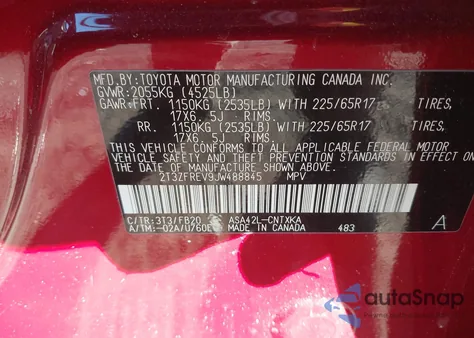 MFD.BY:TOYOTA MOTOR MANUFACTURING CANADA INC.
GVWR:2055KG (4525LB)
GAWR:FRT. 1150KG (2535LB) WITH 225/65R17 TIRES,
17X6.5J RIMS.
RR. 1150KG (2535LB) WITH 225/65R17 TIRES,
17X6.5J RIMS.
THIS VEHICLE CONFORMS TO ALL APPLICABLE FEDERAL MOTOR
VEHICLE SAFETY STANDARDS IN EFFECT ON THE
DATE OF MANUFACTURE SHOWN ABOVE.
2T3ZFREV9JW488845 MPV
C/TR:3T3/FB20 ASA42L-CNTXKA
A/TM:-02A/U760E MADE IN CANADA 483 A
autoSnap